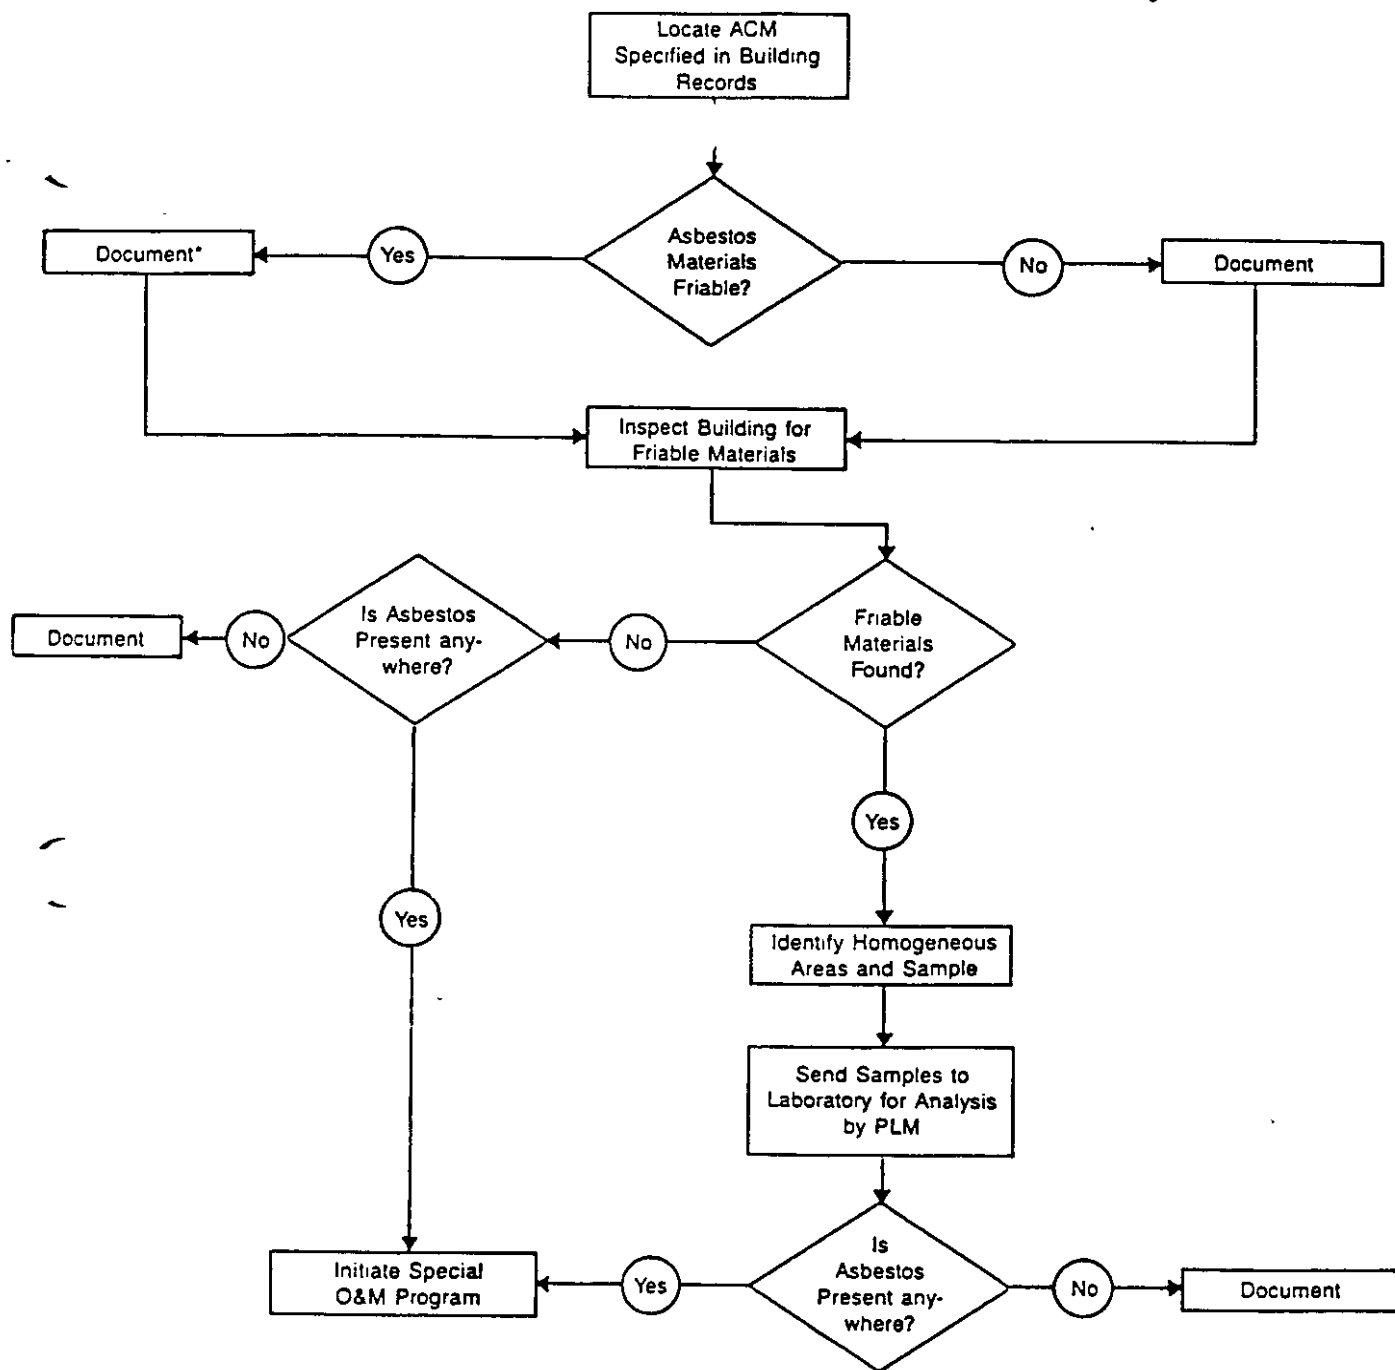 Locate ACM
Specified in Building
Records
Asbestos
Materials
Friable?
Yes
Document*
No
Document
Inspect Building for
Friable Materials
Friable
Materials
Found?
No
Is Asbestos
Present any-
where?
No
Document
Yes
Yes
Identify Homogeneous
Areas and Sample
Send Samples to
Laboratory for Analysis
by PLM
Is
Asbestos
Present any-
where?
Yes
Initiate Special
O&M Program
No
Document